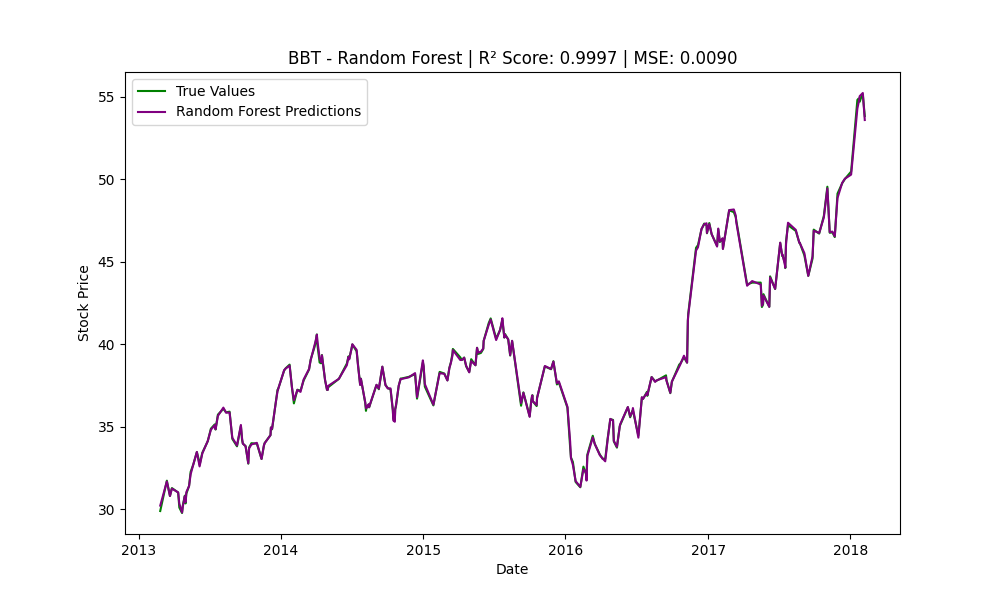 BBT - Random Forest | R² Score: 0.9997 | MSE: 0.0090
True Values
Random Forest Predictions
55
50
45
40
35
30
Stock Price
2013 2014 2015 2016 2017 2018
Date